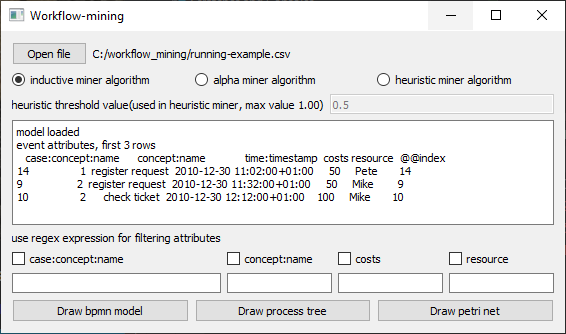 Workflow-mining
Open file C:/workflow_mining/running-example.csv
inductive miner algorithm alpha miner algorithm heuristic miner algorithm
heuristic threshold value(used in heuristic miner, max value 1.00) 0.5
model loaded
event attributes, first 3 rows
case:concept:name concept:name time:timestamp costs resource @@index
14 1 register request 2010-12-30 11:02:00+01:00 50 Pete 14
9 2 register request 2010-12-30 11:32:00+01:00 50 Mike 9
10 2 check ticket 2010-12-30 12:12:00+01:00 100 Mike 10
use regex expression for filtering attributes
case:concept:name concept:name costs resource
Draw bpmn model Draw process tree Draw petri net